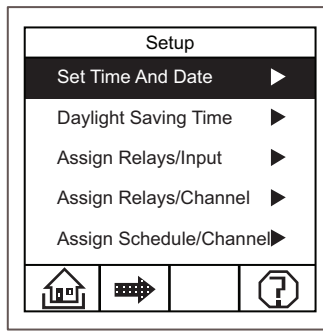 Setup
Set Time And Date
Daylight Saving Time
Assign Relays/Input
Assign Relays/Channel
Assign Schedule/Channel
?